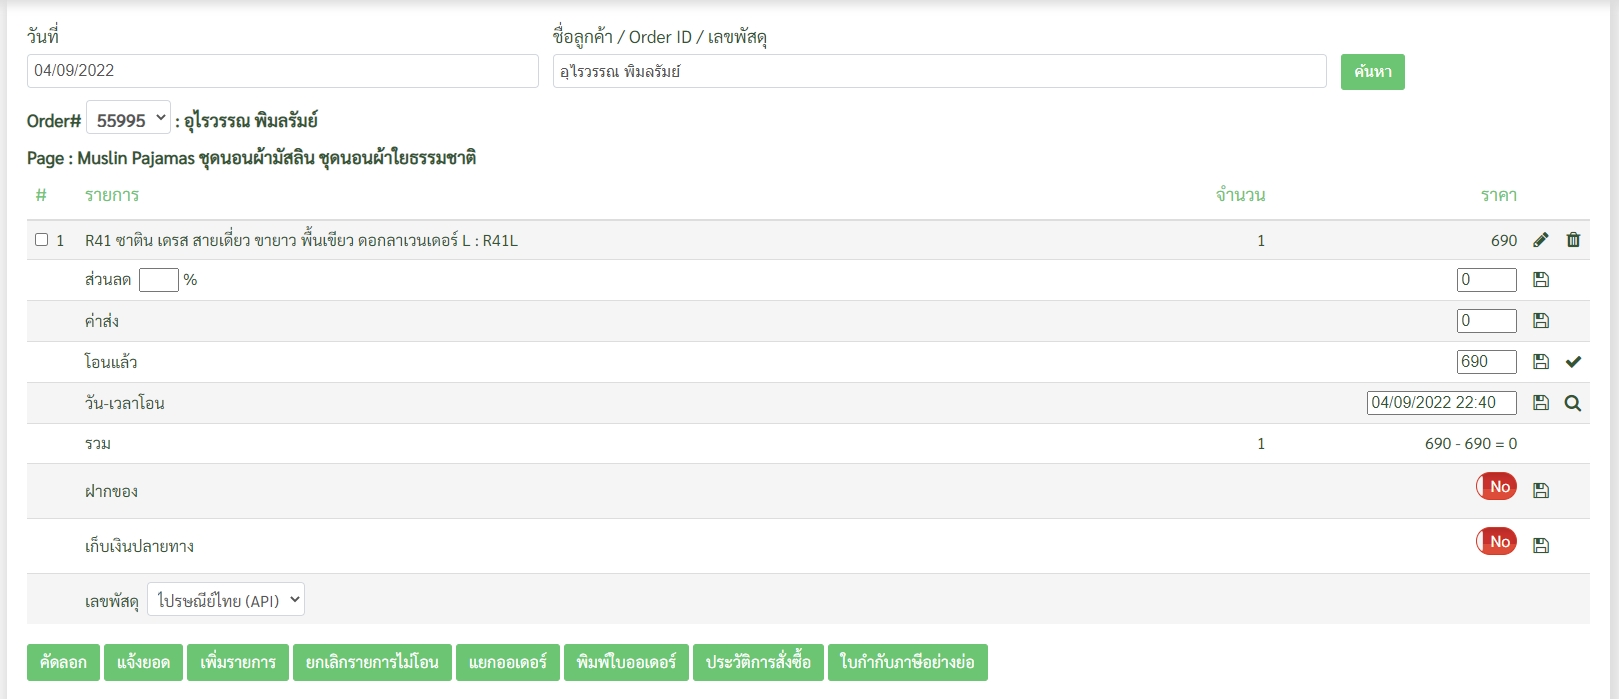 วันที่ ชื่อลูกค้า / Order ID / เลขพัสดุ
04/09/2022 อุไรวรรณ พิมลรัมย์ ค้นหา
Order# 55995 : อุไรวรรณ พิมลรัมย์
Page : Muslin Pajamas ชุดนอนผ้ามัสลิน ชุดนอนผ้าใยธรรมชาติ
# รายการ จำนวน ราคา
1 R41 ซาติน เดรส สายเดี่ยว ขายาว พื้นเขียว ดอกลาเวนเดอร์ L : R41L 1 690
ส่วนลด % 0
ค่าส่ง 0
โอนแล้ว 690
วัน-เวลาโอน 04/09/2022 22:40
รวม 1 690 - 690 = 0
ฝากของ No
เก็บเงินปลายทาง No
เลขพัสดุ ไปรษณีย์ไทย (API)
คัดลอก แจ้งยอด เพิ่มรายการ ยกเลิกรายการไม่โอน แยกออเดอร์ พิมพ์ใบออเดอร์ ประวัติการสั่งซื้อ ใบกำกับภาษีอย่างย่อ